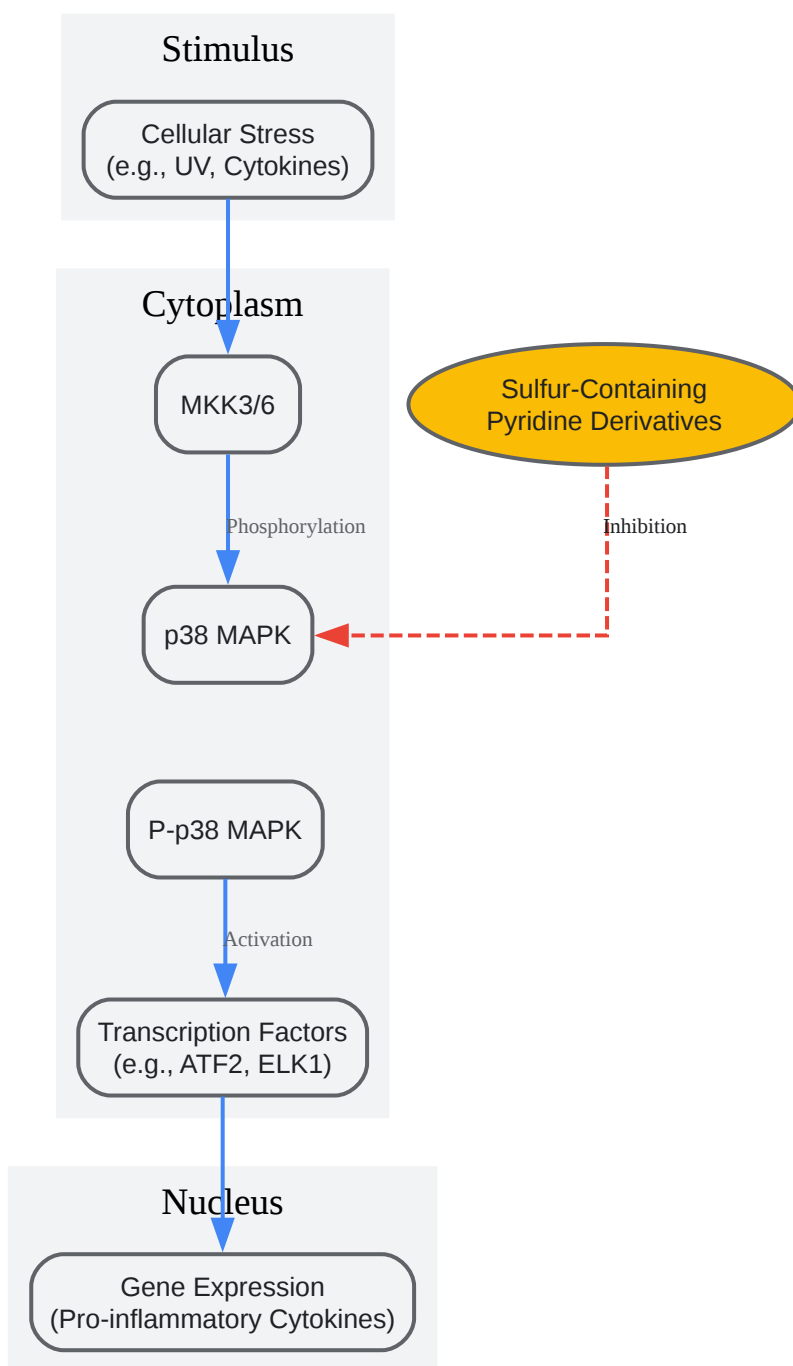 Stimulus
Cellular Stress
(e.g., UV, Cytokines)
Cytoplasm
MKK3/6
Sulfur-Containing
Pyridine Derivatives
Phosphorylation
Inhibition
p38 MAPK
P-p38 MAPK
Activation
Transcription Factors
(e.g., ATF2, ELK1)
Nucleus
Gene Expression
(Pro-inflammatory Cytokines)